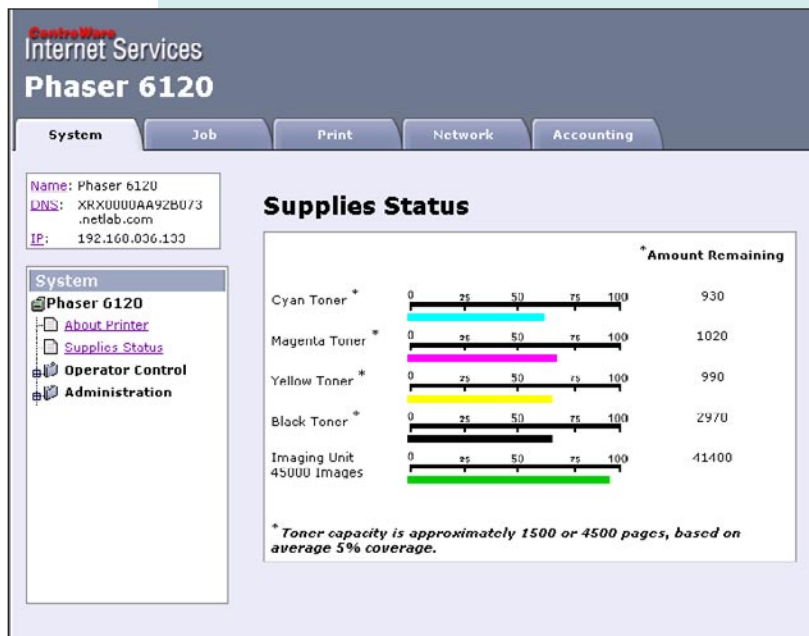 CentreWare
Internet Services
Phaser 6120
System Job Print Network Accounting
Name: Phaser 6120
DNS: XRX0000AA92B073
.netlab.com
IP: 192.168.036.133
System
Phaser 6120
About Printer
Supplies Status
Operator Control
Administration
Supplies Status
*Amount Remaining
Cyan Toner * 0 25 50 75 100 930
Magenta Toner * 0 25 50 75 100 1020
Yellow Toner * 0 25 50 75 100 990
Black Toner * 0 25 50 75 100 2970
Imaging Unit 0 25 50 75 100 41400
45000 Images
*Toner capacity is approximately 1500 or 4500 pages, based on
average 5% coverage.